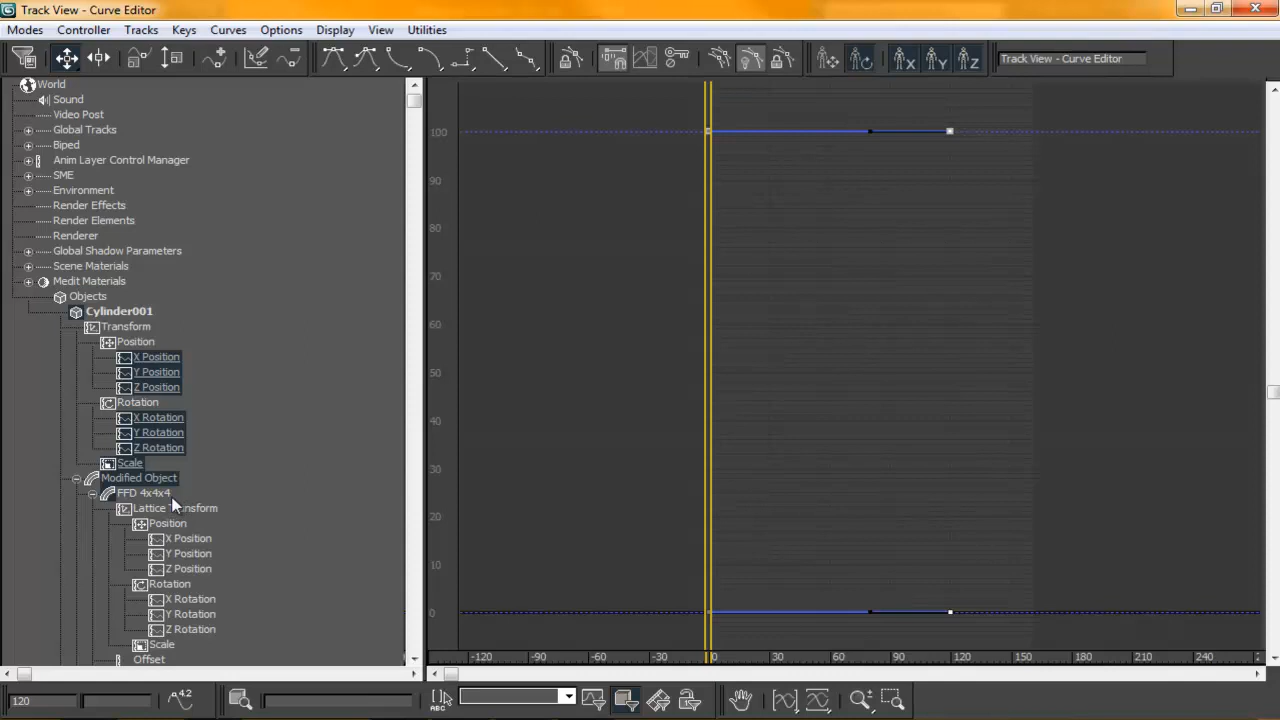 Track View - Curve Editor
Modes Controller Tracks Keys Curves Options Display View Utilities
X Y Z Track View - Curve Editor
World
Sound
Video Post
Global Tracks
Biped
Anim Layer Control Manager
SME
Environment
Render Effects
Render Elements
Renderer
Global Shadow Parameters
Scene Materials
Medit Materials
Objects
Cylinder001
Transform
Position
X Position
Y Position
Z Position
Rotation
X Rotation
Y Rotation
Z Rotation
Scale
Modified Object
FFD 4x4x4
Lattice Transform
Position
X Position
Y Position
Z Position
Rotation
X Rotation
Y Rotation
Z Rotation
Scale
Offset
100
90
80
70
60
50
40
30
20
10
0
-120 -90 -60 -30 0 30 60 90 120 150 180 210 240
120
4.2
ABC